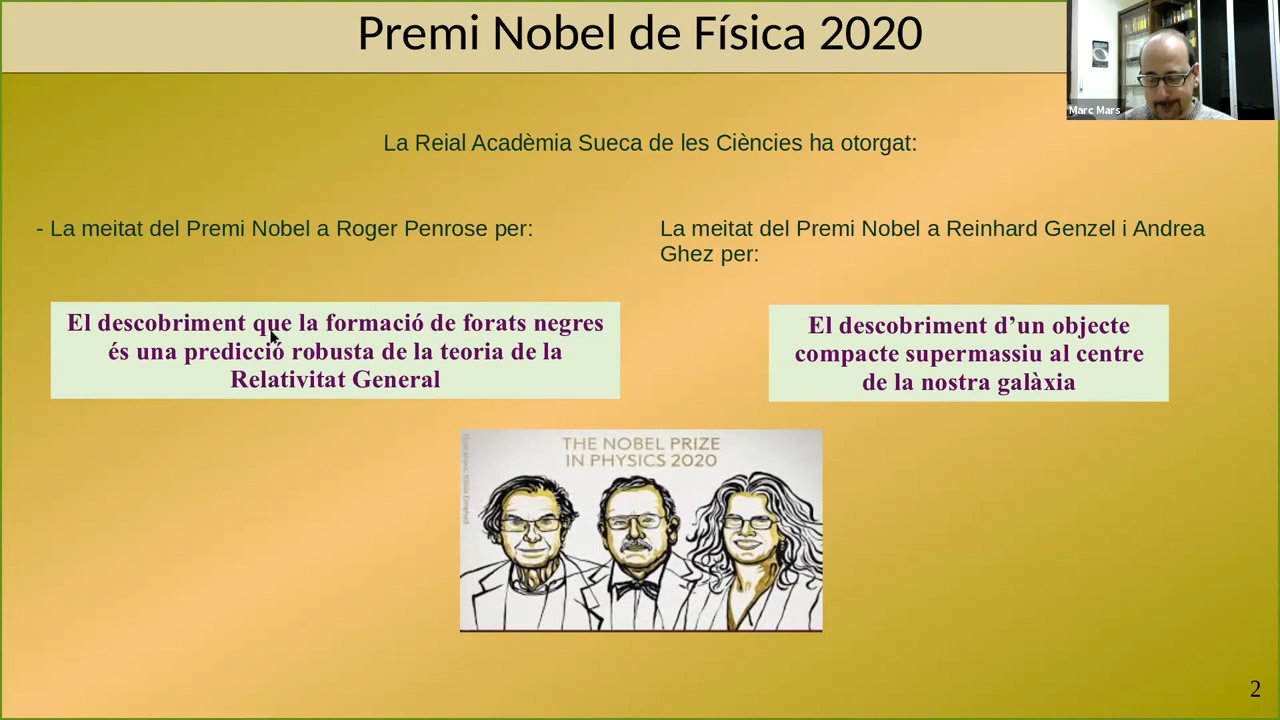 Premi Nobel de Física 2020
Marc Mars
La Reial Acadèmia Sueca de les Ciències ha otorgat:
- La meitat del Premi Nobel a Roger Penrose per:
La meitat del Premi Nobel a Reinhard Genzel i Andrea
Ghez per:
El descobriment que la formació de forats negres
és una predicció robusta de la teoria de la
Relativitat General
El descobriment d’un objecte
compacte supermassiu al centre
de la nostra galàxia
THE NOBEL PRIZE
IN PHYSICS 2020
2